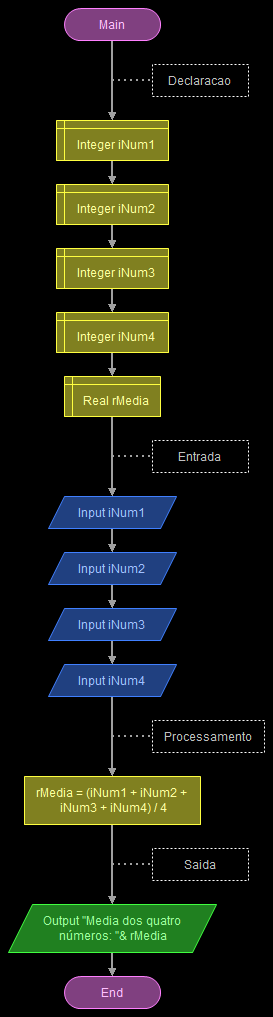 Main
Declaracao
Integer iNum1
Integer iNum2
Integer iNum3
Integer iNum4
Real rMedia
Entrada
Input iNum1
Input iNum2
Input iNum3
Input iNum4
Processamento
rMedia = (iNum1 + iNum2 +
iNum3 + iNum4) / 4
Saida
Output "Media dos quatro
números: "& rMedia
End